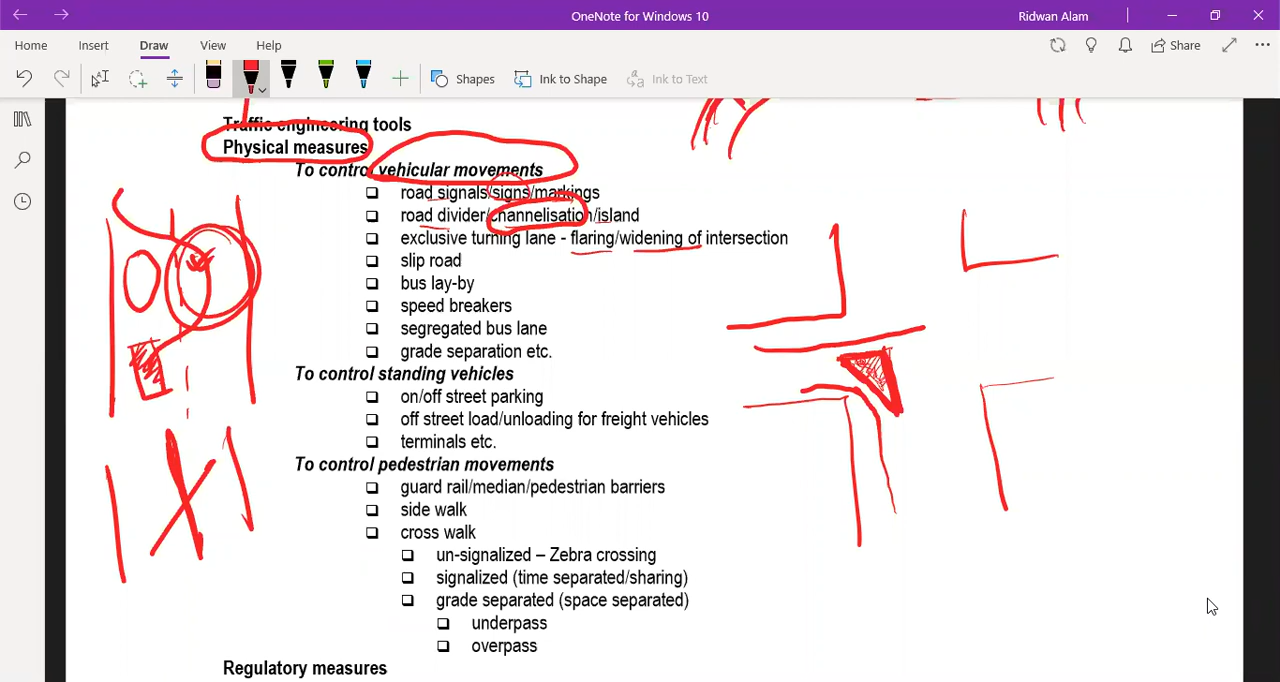 OneNote for Windows 10
Ridwan Alam
Home Insert Draw View Help
Share
Shapes Ink to Shape Ink to Text
Traffic engineering tools
Physical measures
To control vehicular movements
road signals/signs/markings
road divider/channelisation/island
exclusive turning lane - flaring/widening of intersection
slip road
bus lay-by
speed breakers
segregated bus lane
grade separation etc.
To control standing vehicles
on/off street parking
off street load/unloading for freight vehicles
terminals etc.
To control pedestrian movements
guard rail/median/pedestrian barriers
side walk
cross walk
un-signalized – Zebra crossing
signalized (time separated/sharing)
grade separated (space separated)
underpass
overpass
Regulatory measures